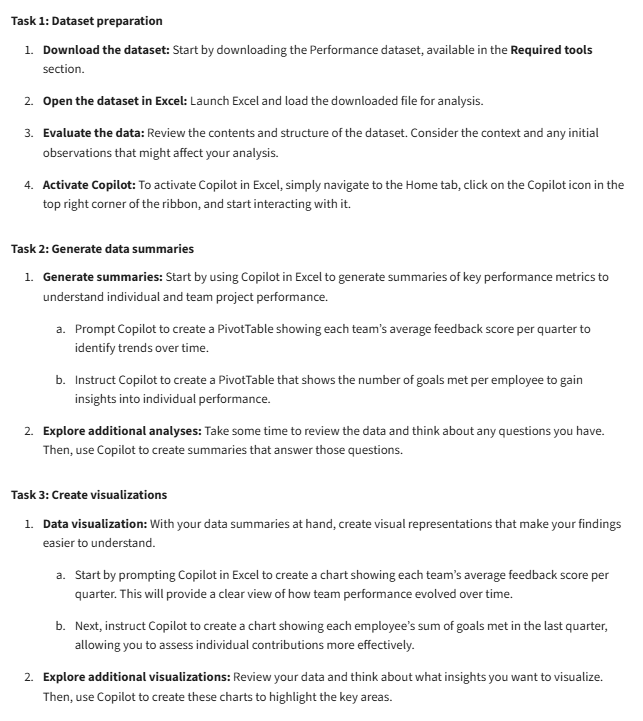 Task 1: Dataset preparation
1. Download the dataset: Start by downloading the Performance dataset, available in the Required tools
section.
2. Open the dataset in Excel: Launch Excel and load the downloaded file for analysis.
3. Evaluate the data: Review the contents and structure of the dataset. Consider the context and any initial
observations that might affect your analysis.
4. Activate Copilot: To activate Copilot in Excel, simply navigate to the Home tab, click on the Copilot icon in the
top right corner of the ribbon, and start interacting with it.
Task 2: Generate data summaries
1. Generate summaries: Start by using Copilot in Excel to generate summaries of key performance metrics to
understand individual and team project performance.
a. Prompt Copilot to create a PivotTable showing each team's average feedback score per quarter to
identify trends over time.
b. Instruct Copilot to create a PivotTable that shows the number of goals met per employee to gain
insights into individual performance.
2. Explore additional analyses: Take some time to review the data and think about any questions you have.
Then, use Copilot to create summaries that answer those questions.
Task 3: Create visualizations
1. Data visualization: With your data summaries at hand, create visual representations that make your findings
easier to understand.
a. Start by prompting Copilot in Excel to create a chart showing each team's average feedback score per
quarter. This will provide a clear view of how team performance evolved over time.
b. Next, instruct Copilot to create a chart showing each employee's sum of goals met in the last quarter,
allowing you to assess individual contributions more effectively.
2. Explore additional visualizations: Review your data and think about what insights you want to visualize.
Then, use Copilot to create these charts to highlight the key areas.